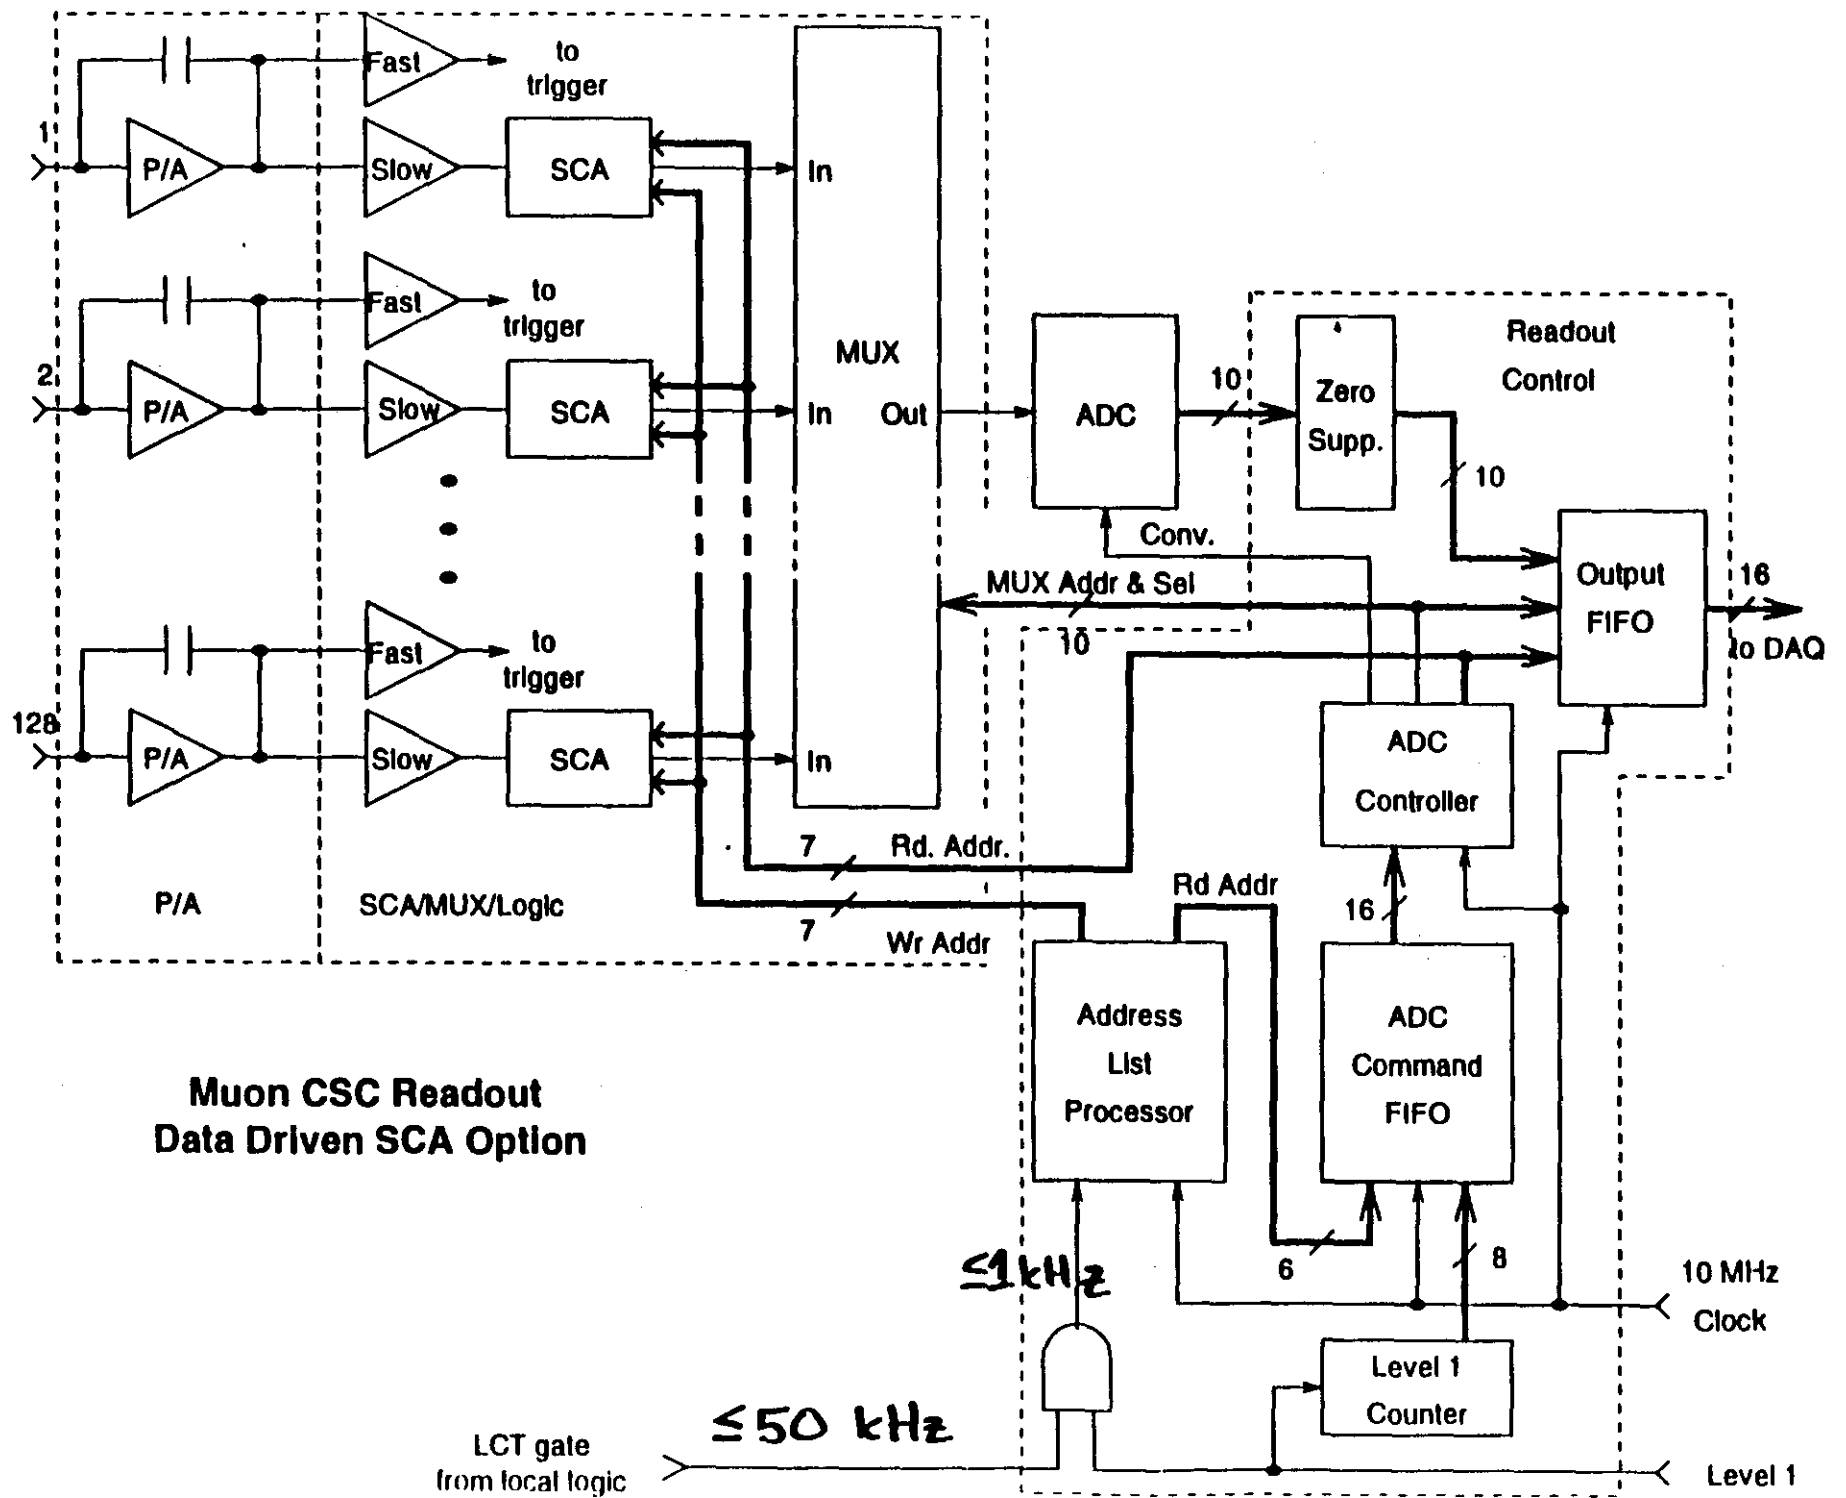 Fast
to
trigger
1
P/A
Slow
SCA
In
Fast
to
trigger
2
P/A
Slow
SCA
In
MUX
Out
ADC
10
Zero
Supp.
Readout
Control
10
Conv.
MUX Addr & Sel
10
Output
FIFO
16
to DAQ
Fast
to
trigger
128
P/A
Slow
SCA
In
ADC
Controller
7
Rd. Addr.
P/A
SCA/MUX/Logic
7
Wr Addr
Rd Addr
16
Address
List
Processor
ADC
Command
FIFO
Muon CSC Readout
Data Driven SCA Option
≤1kHz
6
8
10 MHz
Clock
Level 1
Counter
≤50 kHz
LCT gate
from local logic
Level 1